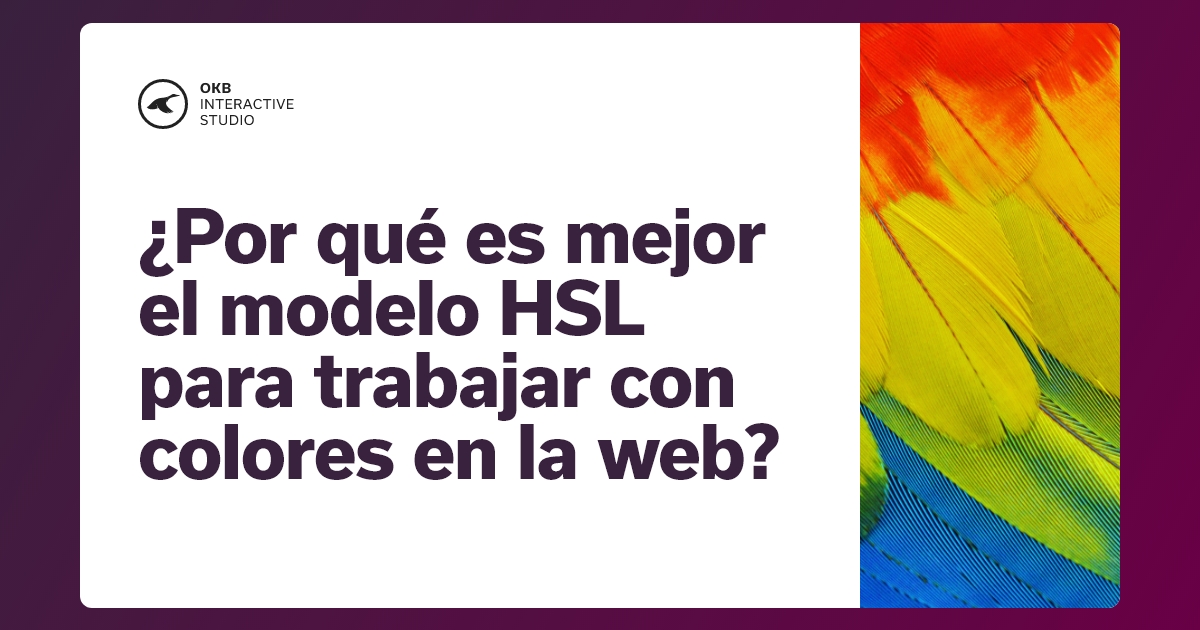 OKB
INTERACTIVE
STUDIO
¿Por qué es mejor
el modelo HSL
para trabajar con
colores en la web?